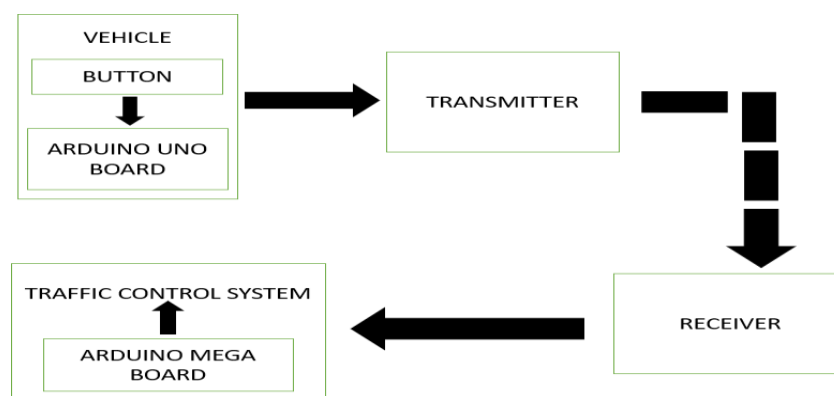 VEHICLE
BUTTON
ARDUINO UNO
BOARD
TRANSMITTER
RECEIVER
TRAFFIC CONTROL SYSTEM
ARDUINO MEGA
BOARD